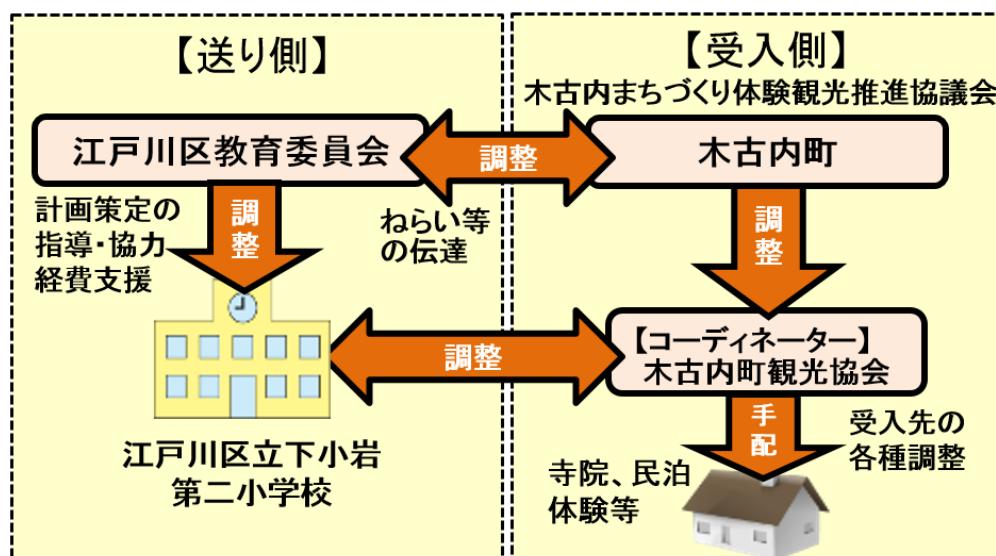 【送り側】
江戸川区教育委員会
調整
計画策定の
指導・協力
経費支援
調整
ねらい等
の伝達
江戸川区立下小岩
第二小学校
調整
【受入側】
木古内まちづくり体験観光推進協議会
木古内町
調整
【コーディネーター】
木古内町観光協会
手配
受入先の
各種調整
寺院、民泊
体験等